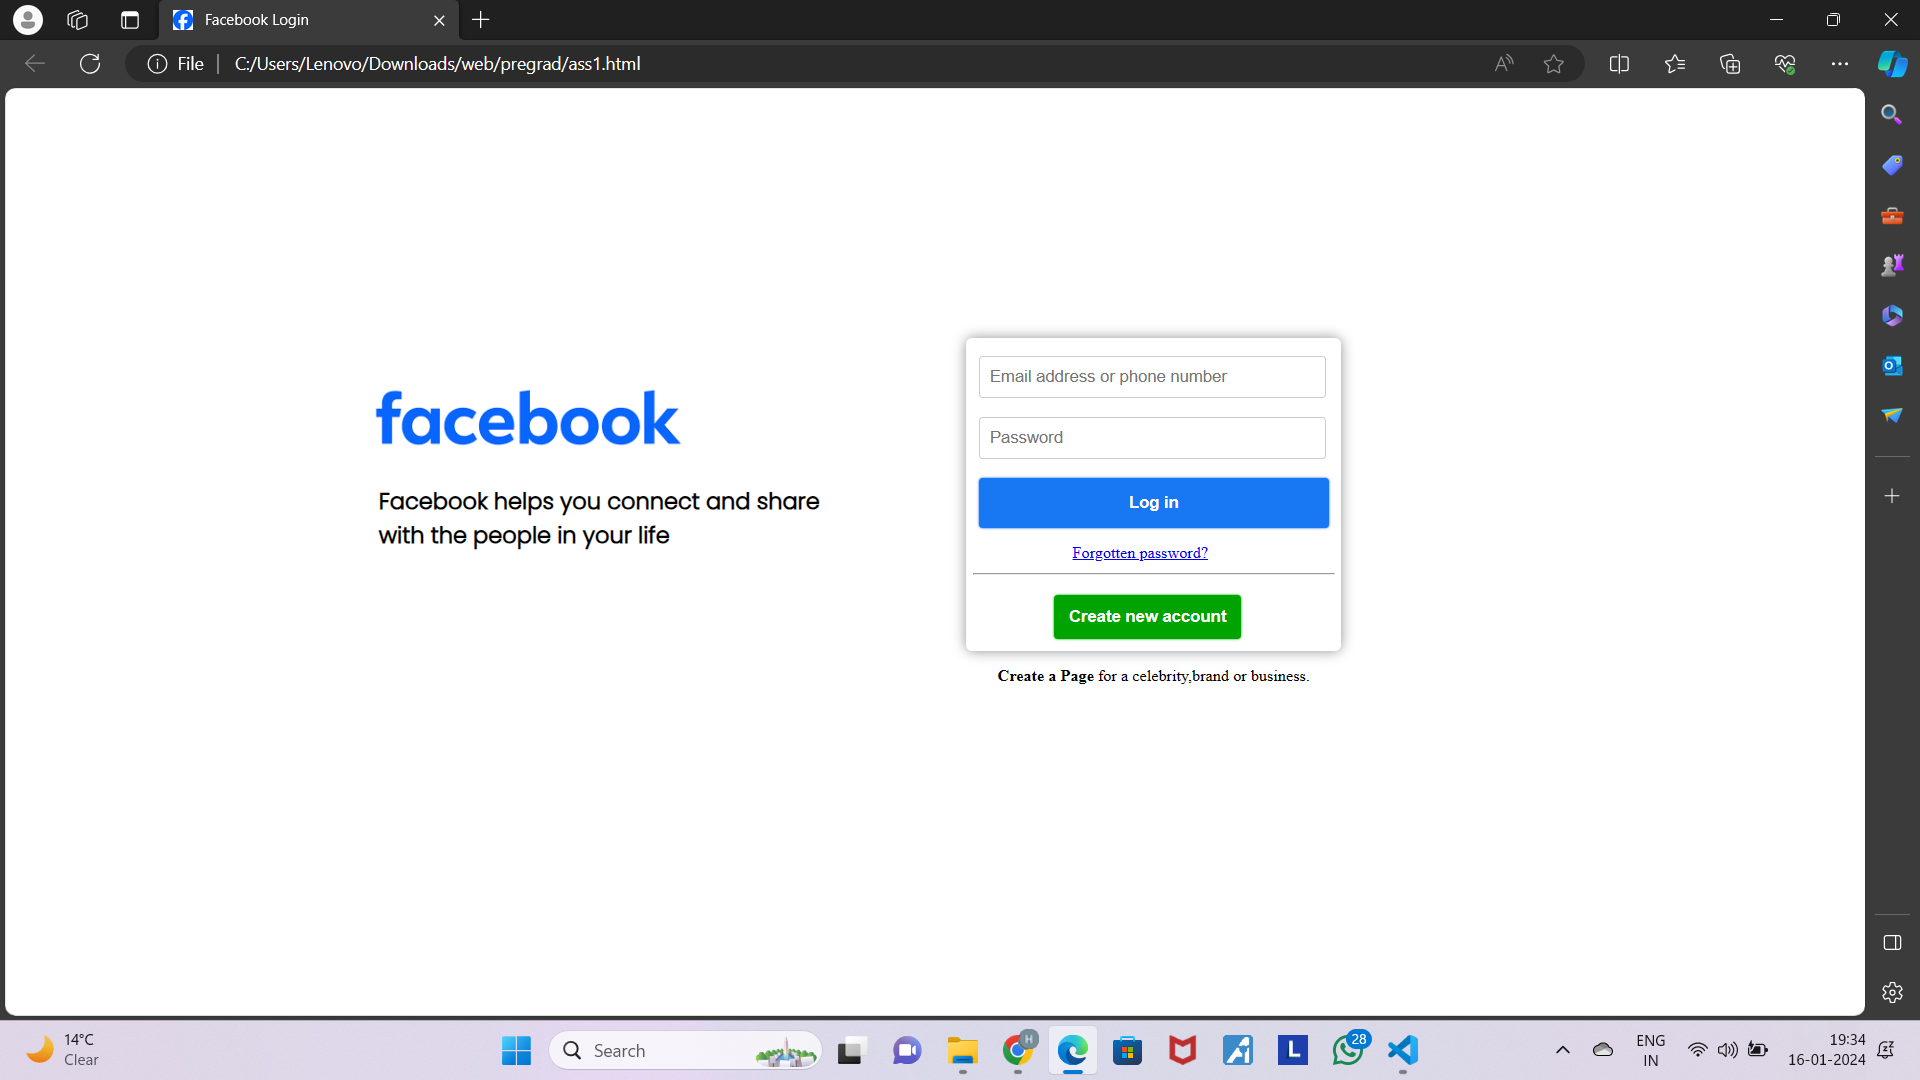 Facebook Login
File
C:/Users/Lenovo/Downloads/web/pregrad/ass1.html
facebook
Facebook helps you connect and share
with the people in your life
Email address or phone number
Password
Log in
Forgotten password?
Create new account
Create a Page for a celebrity,brand or business.
14°C
Clear
Search
H
L
28
ENG
IN
19:34
16-01-2024